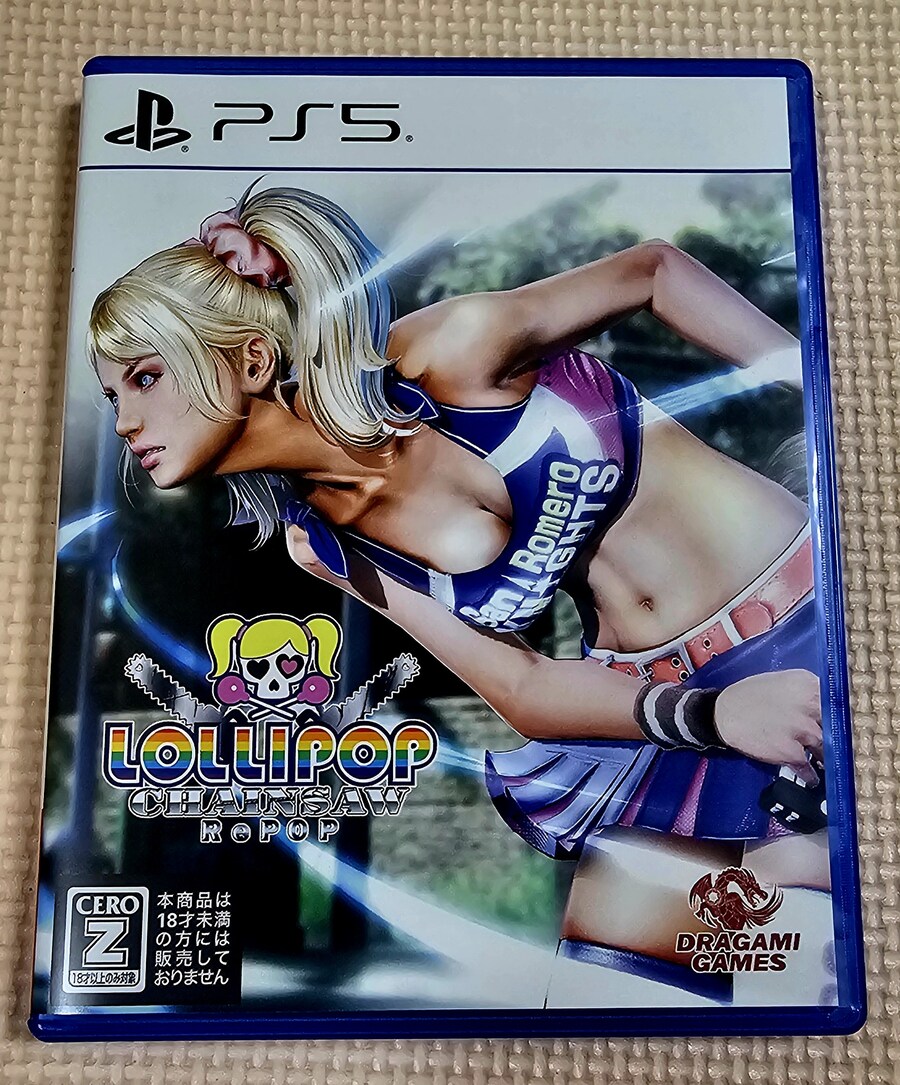 PS5
San Romero
KNIGHTS
LOLLIPOP
CHAINSAW
RePOP
CERO
Z
18才以上のみ対象
本商品は
18才未満
の方には
販売して
おりません
DRAGAMI
GAMES